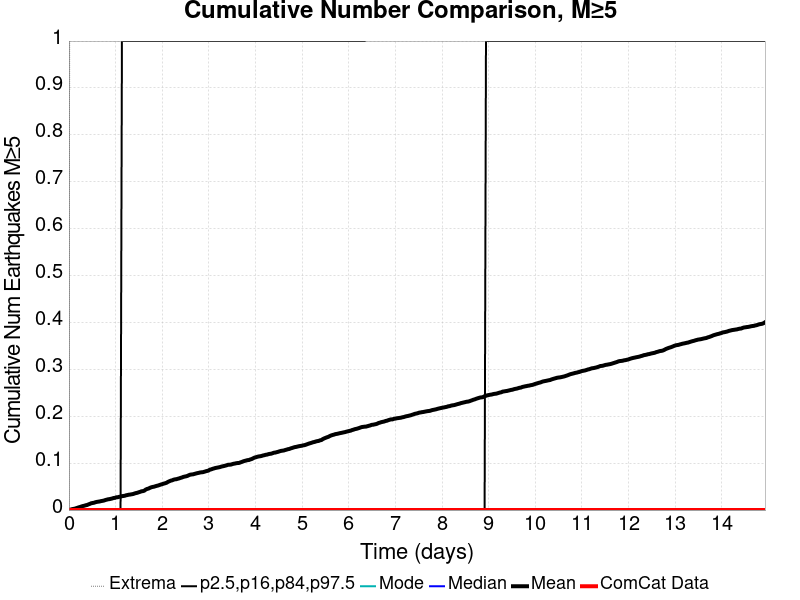 Cumulative Number Comparison, M≥5
Cumulative Num Earthquakes M≥5
1
0.9
0.8
0.7
0.6
0.5
0.4
0.3
0.2
0.1
0
0 1 2 3 4 5 6 7 8 9 10 11 12 13 14
Time (days)
Extrema p2.5,p16,p84,p97.5 Mode Median Mean ComCat Data